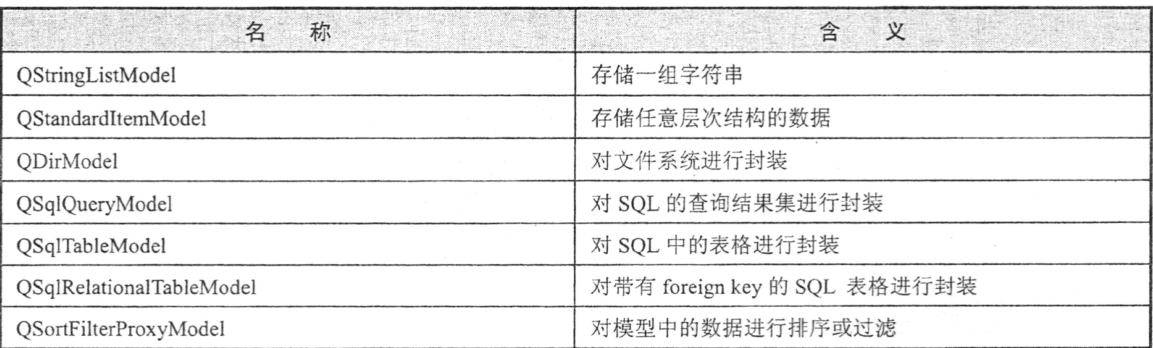 名 称 含 义
QStringListModel 存储一组字符串
QStandardItemModel 存储任意层次结构的数据
QDirModel 对文件系统进行封装
QSqlQueryModel 对 SQL 的查询结果集进行封装
QSqlTableModel 对 SQL 中的表格进行封装
QSqlRelationalTableModel 对带有 foreign key 的 SQL 表格进行封装
QSortFilterProxyModel 对模型中的数据进行排序或过滤